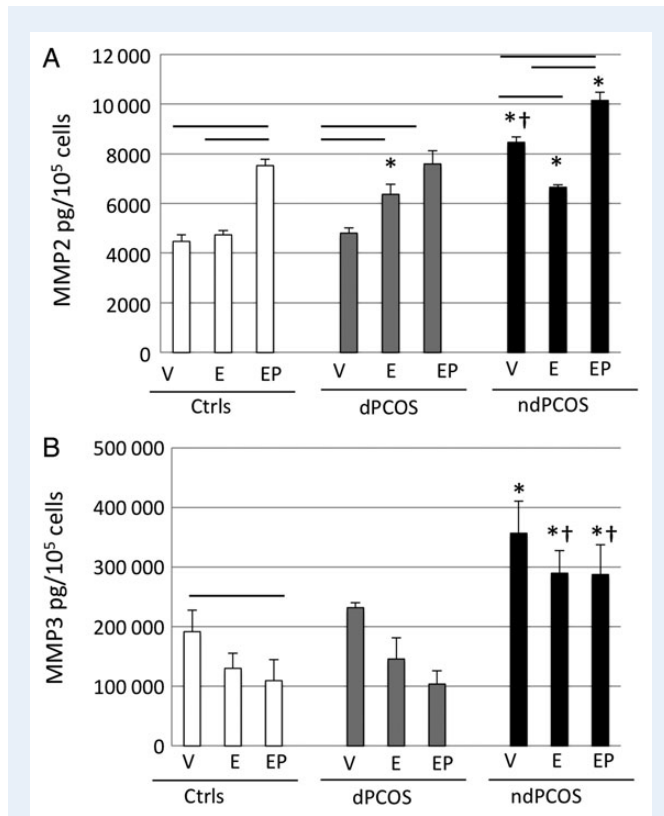 A
MMP2 pg/10⁵ cells
12 000
10 000
8000
6000
4000
2000
0
*
*†
*
*
V E EP V E EP V E EP
Ctrls dPCOS ndPCOS
B
MMP3 pg/10⁵ cells
500 000
400 000
300 000
200 000
100 000
0
*
*† *†
V E EP V E EP V E EP
Ctrls dPCOS ndPCOS